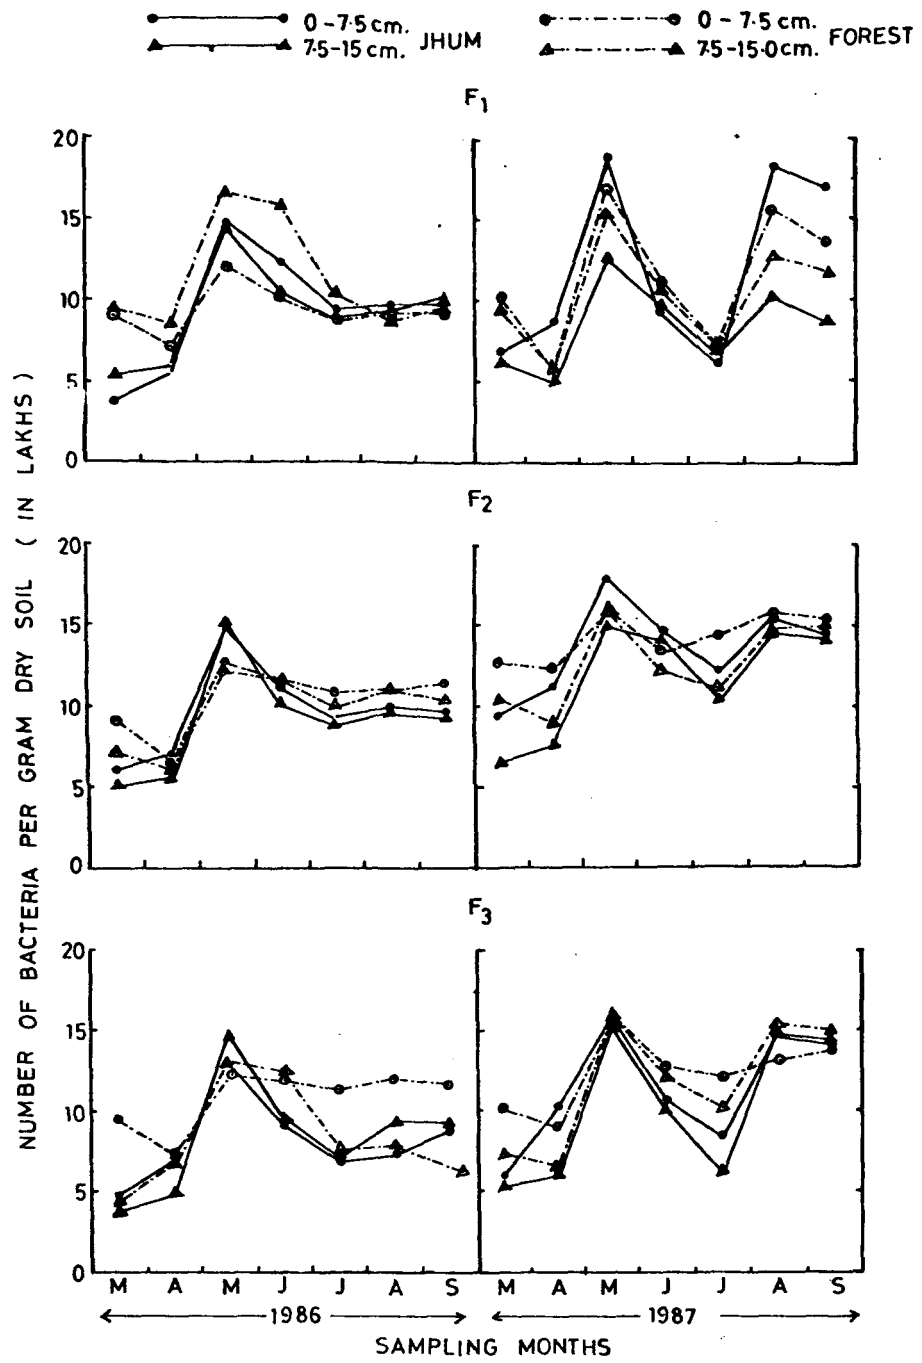 0-7.5 cm. JHUM 0-7.5 cm. FOREST
7.5-15 cm. 7.5-15.0 cm.
F1
20
15
10
5
0
F2
20
15
10
5
0
F3
20
15
10
5
0
NUMBER OF BACTERIA PER GRAM DRY SOIL ( IN LAKHS )
M A M J J A S M A M J J A S
1986 1987
SAMPLING MONTHS